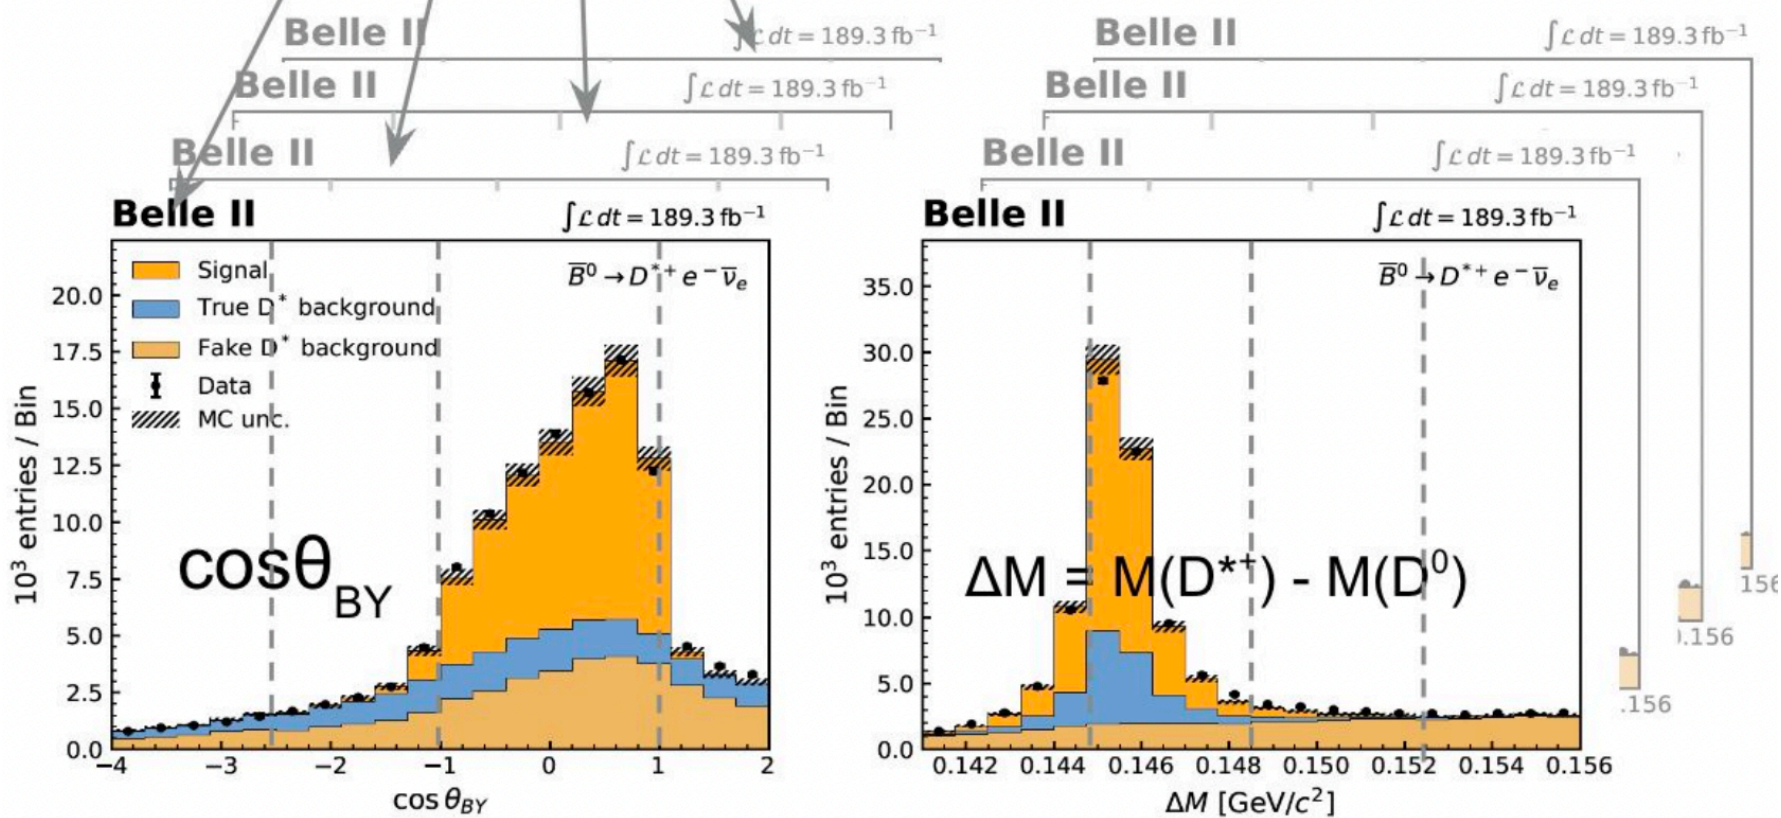 Belle II ∫ℒ dt = 189.3 fb⁻¹
Belle II ∫ℒ dt = 189.3 fb⁻¹
Belle II ∫ℒ dt = 189.3 fb⁻¹
Belle II ∫ℒ dt = 189.3 fb⁻¹
B̅⁰ → D*⁺ e⁻ ν̅ₑ
Signal
True D* background
Fake D* background
Data
MC unc.
10³ entries / Bin
20.0
17.5
15.0
12.5
10.0
7.5
5.0
2.5
0.0
cosθ_BY
−4 −3 −2 −1 0 1 2
cos θ_BY
Belle II ∫ℒ dt = 189.3 fb⁻¹
Belle II ∫ℒ dt = 189.3 fb⁻¹
Belle II ∫ℒ dt = 189.3 fb⁻¹
Belle II ∫ℒ dt = 189.3 fb⁻¹
B̅⁰ → D*⁺ e⁻ ν̅ₑ
10³ entries / Bin
35.0
30.0
25.0
20.0
15.0
10.0
5.0
0.0
ΔM = M(D*⁺) - M(D⁰)
0.142 0.144 0.146 0.148 0.150 0.152 0.154 0.156
ΔM [GeV/c²]
.156
0.156
156